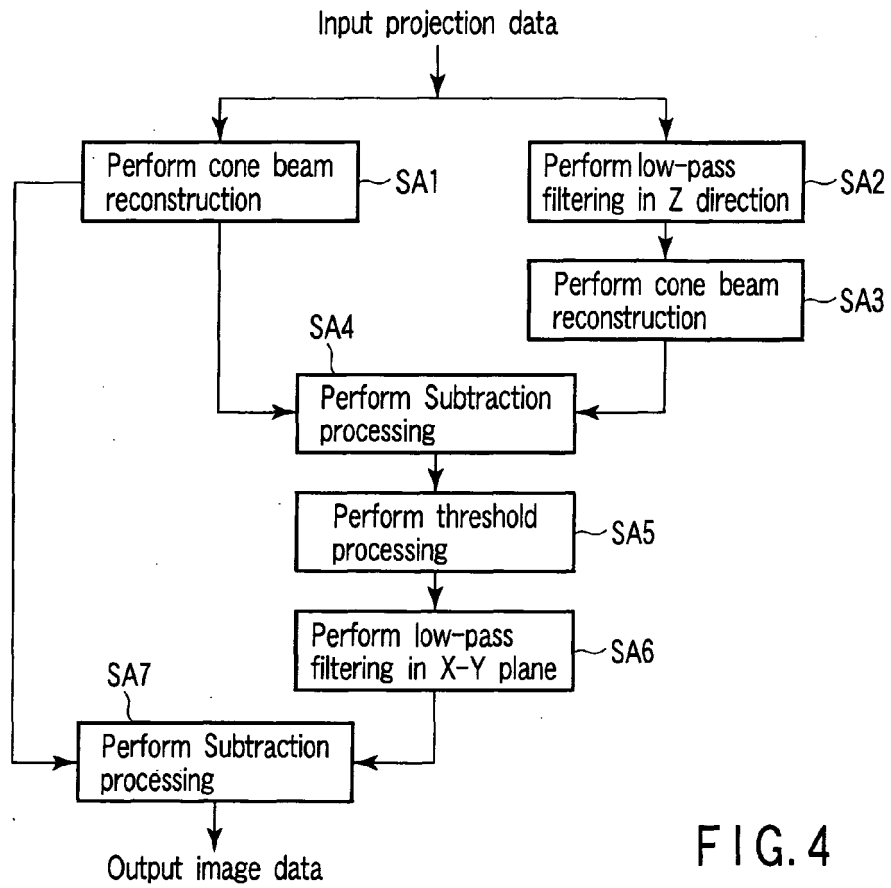 Input projection data
Perform cone beam
reconstruction
SA1
Perform low-pass
filtering in Z direction
SA2
Perform cone beam
reconstruction
SA3
SA4
Perform Subtraction
processing
Perform threshold
processing
SA5
Perform low-pass
filtering in X-Y plane
SA6
SA7
Perform Subtraction
processing
Output image data
FIG. 4